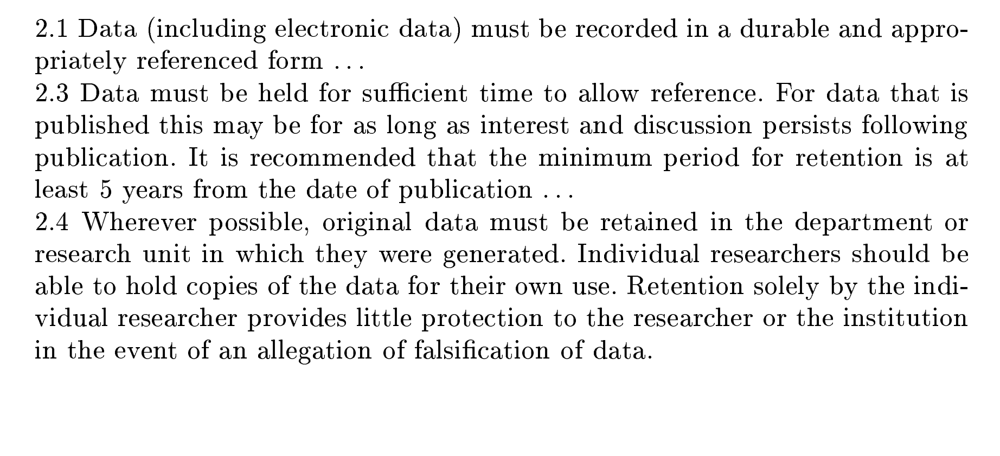 2.1 Data (including electronic data) must be recorded in a durable and appro-
priately referenced form ...
2.3 Data must be held for sufficient time to allow reference. For data that is
published this may be for as long as interest and discussion persists following
publication. It is recommended that the minimum period for retention is at
least 5 years from the date of publication ...
2.4 Wherever possible, original data must be retained in the department or
research unit in which they were generated. Individual researchers should be
able to hold copies of the data for their own use. Retention solely by the indi-
vidual researcher provides little protection to the researcher or the institution
in the event of an allegation of falsification of data.